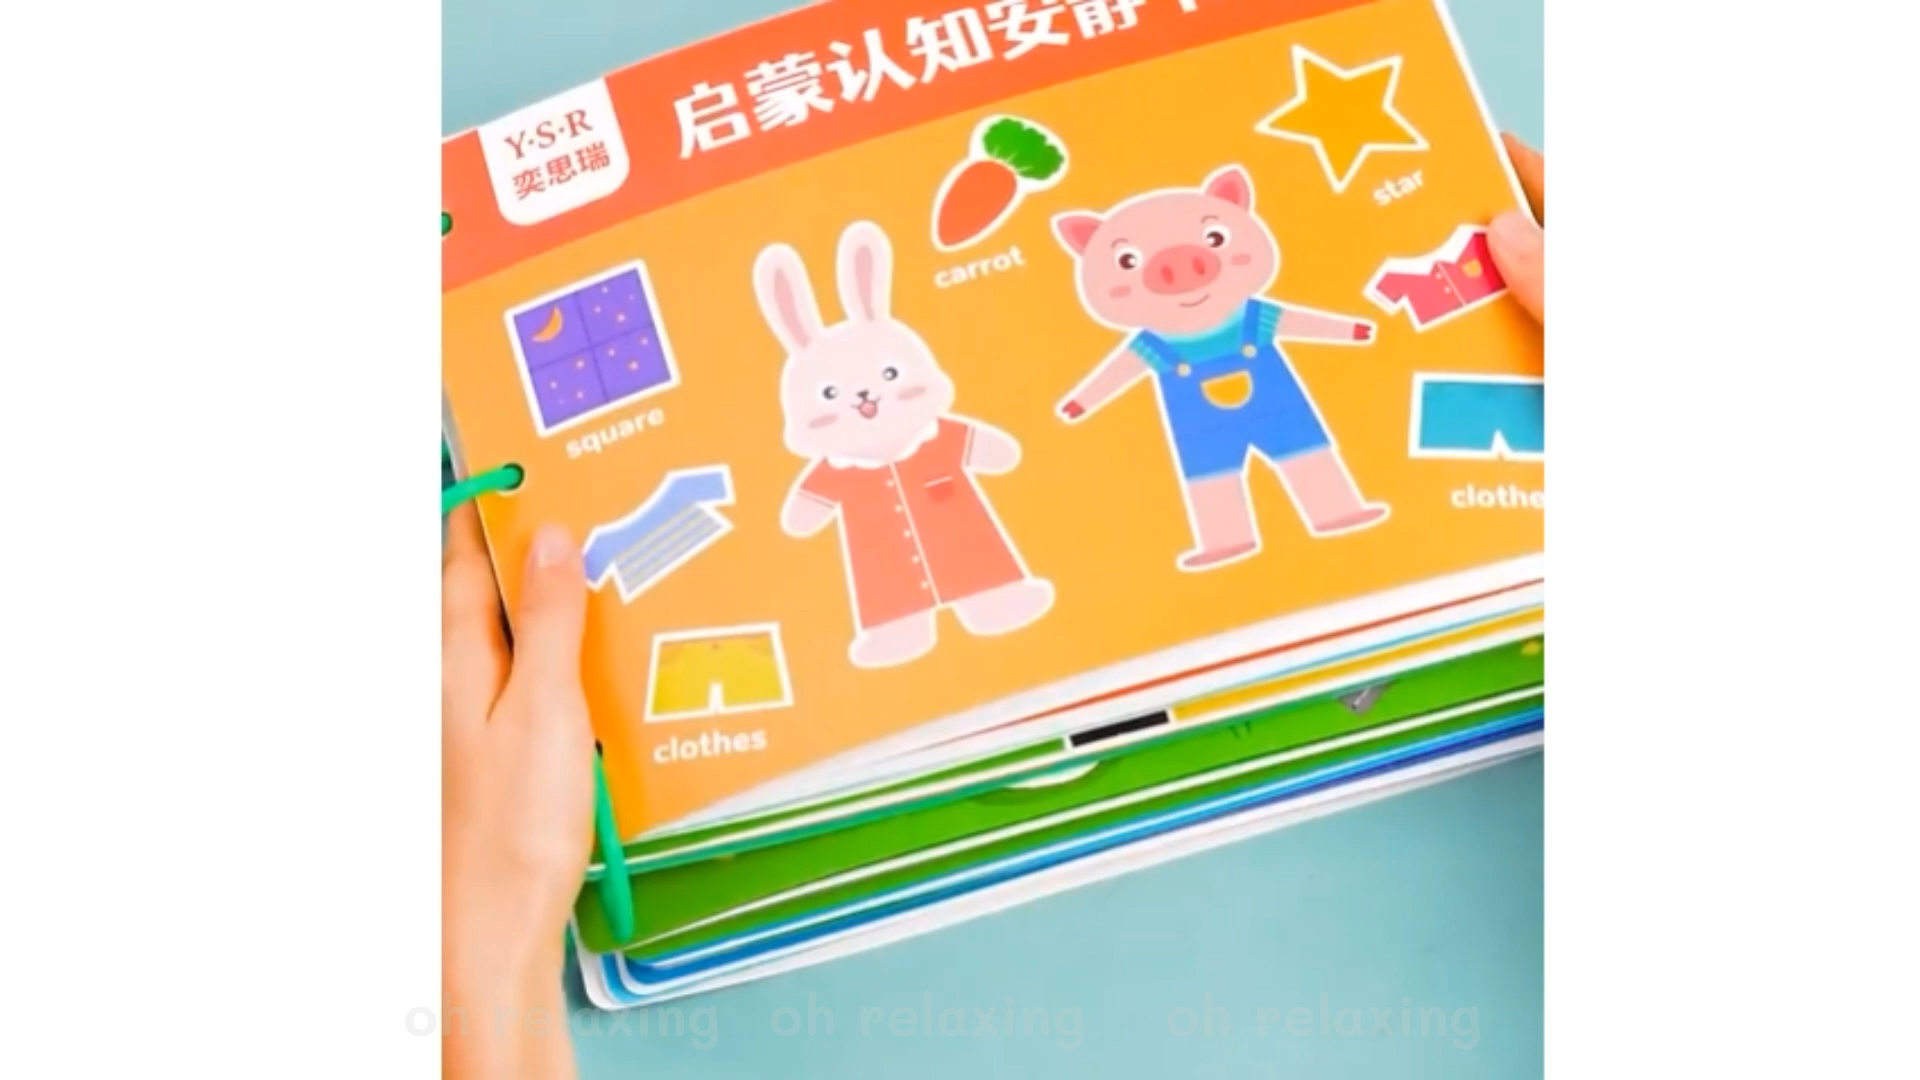 启蒙认知安静
Y·S·R
奕思瑞
carrot
star
square
clothes
clothe
oh relaxing oh relaxing oh relaxing